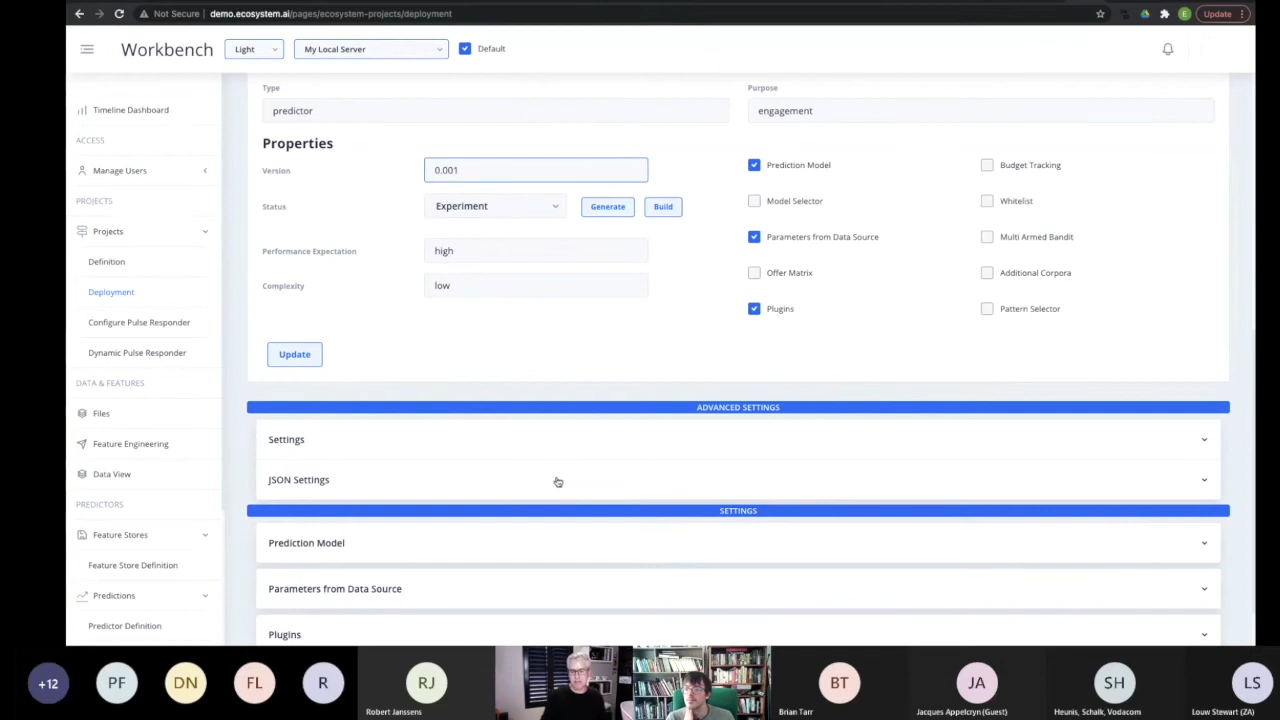 Not Secure | demo.ecosystem.ai/pages/ecosystem-projects/deployment
E
Update
Workbench
Light
My Local Server
Default
Timeline Dashboard
ACCESS
Manage Users
PROJECTS
Projects
Definition
Deployment
Configure Pulse Responder
Dynamic Pulse Responder
DATA & FEATURES
Files
Feature Engineering
Data View
PREDICTORS
Feature Stores
Feature Store Definition
Predictions
Predictor Definition
Type
Purpose
predictor
engagement
Properties
Version
0.001
Status
Experiment
Generate
Build
Performance Expectation
high
Complexity
low
Prediction Model
Budget Tracking
Model Selector
Whitelist
Parameters from Data Source
Multi Armed Bandit
Offer Matrix
Additional Corpora
Plugins
Pattern Selector
Update
ADVANCED SETTINGS
Settings
JSON Settings
SETTINGS
Prediction Model
Parameters from Data Source
Plugins
+12
PF
DN
FL
R
RJ
Robert Janssens
BT
Brian Tarr
JA
Jacques Appelcryn (Guest)
SH
Heunis, Schalk, Vodacom
LS
Louw Stewart (ZA)